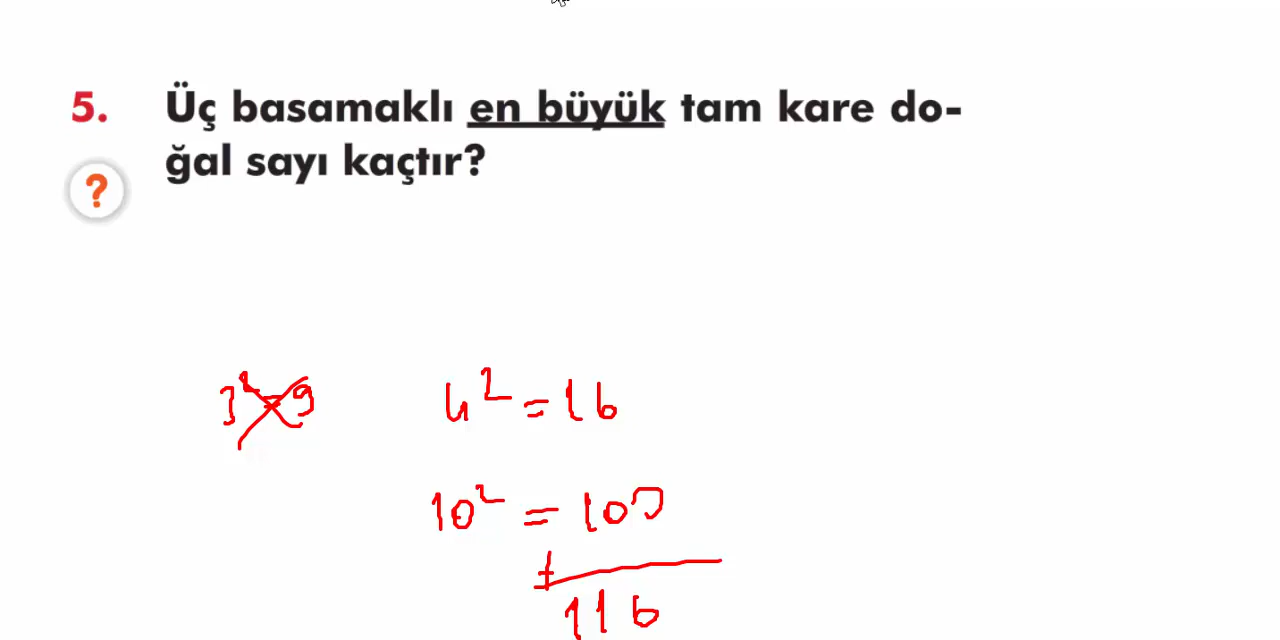 5. Üç basamaklı en büyük tam kare do-
ğal sayı kaçtır?
?
3² = 9
4² = 16
10² = 100
+
116